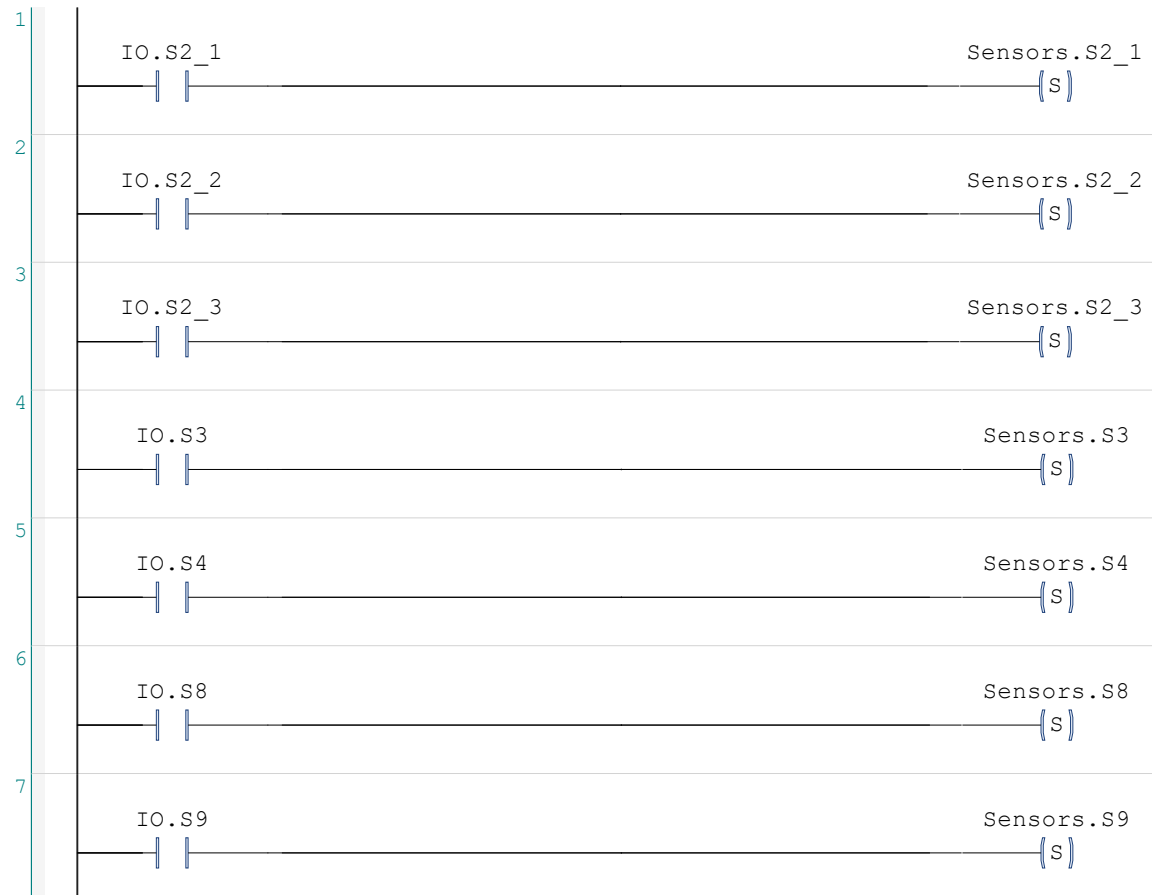 1
IO.S2_1 Sensors.S2_1
(S)
2
IO.S2_2 Sensors.S2_2
(S)
3
IO.S2_3 Sensors.S2_3
(S)
4
IO.S3 Sensors.S3
(S)
5
IO.S4 Sensors.S4
(S)
6
IO.S8 Sensors.S8
(S)
7
IO.S9 Sensors.S9
(S)